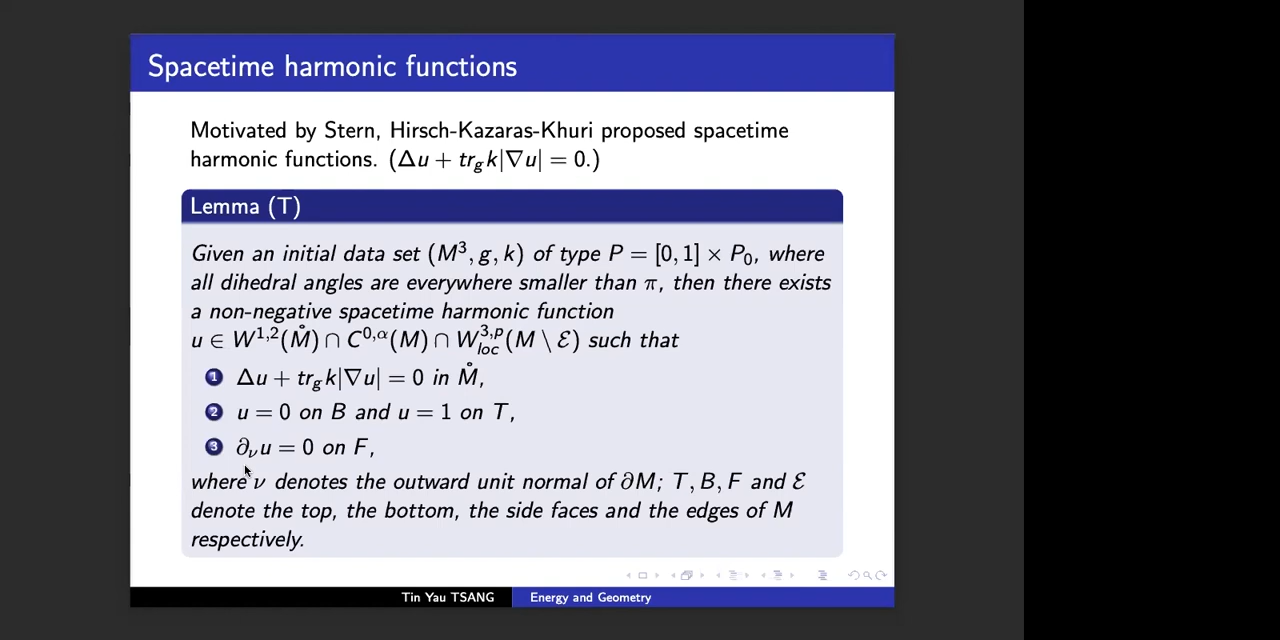 Spacetime harmonic functions
Motivated by Stern, Hirsch-Kazaras-Khuri proposed spacetime
harmonic functions. (Δu + tr_g k|∇u| = 0.)
Lemma (T)
Given an initial data set (M³, g, k) of type P = [0, 1] × P₀, where
all dihedral angles are everywhere smaller than π, then there exists
a non-negative spacetime harmonic function
u ∈ W^{1,2}(M̊) ∩ C^{0,α}(M) ∩ W^{3,p}_{loc}(M \ ℰ) such that
1 Δu + tr_g k|∇u| = 0 in M̊,
2 u = 0 on B and u = 1 on T,
3 ∂_ν u = 0 on F,
where ν denotes the outward unit normal of ∂M; T, B, F and ℰ
denote the top, the bottom, the side faces and the edges of M
respectively.
Tin Yau TSANG
Energy and Geometry